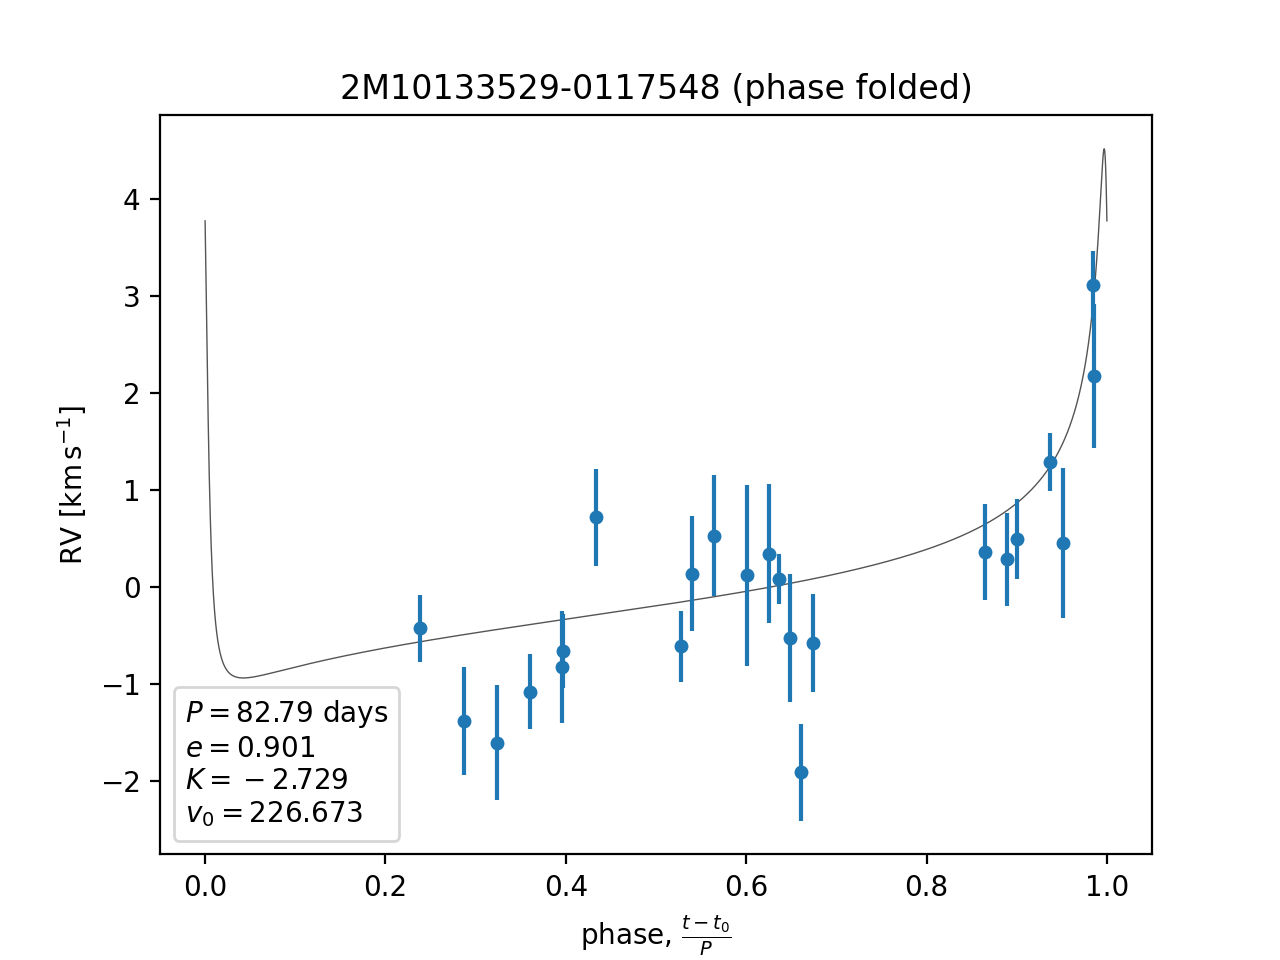 2M10133529-0117548 (phase folded)
RV [km s⁻¹]
4
3
2
1
0
−1
−2
P = 82.79 days
e = 0.901
K = −2.729
v₀ = 226.673
0.0 0.2 0.4 0.6 0.8 1.0
phase, (t − t₀)/P